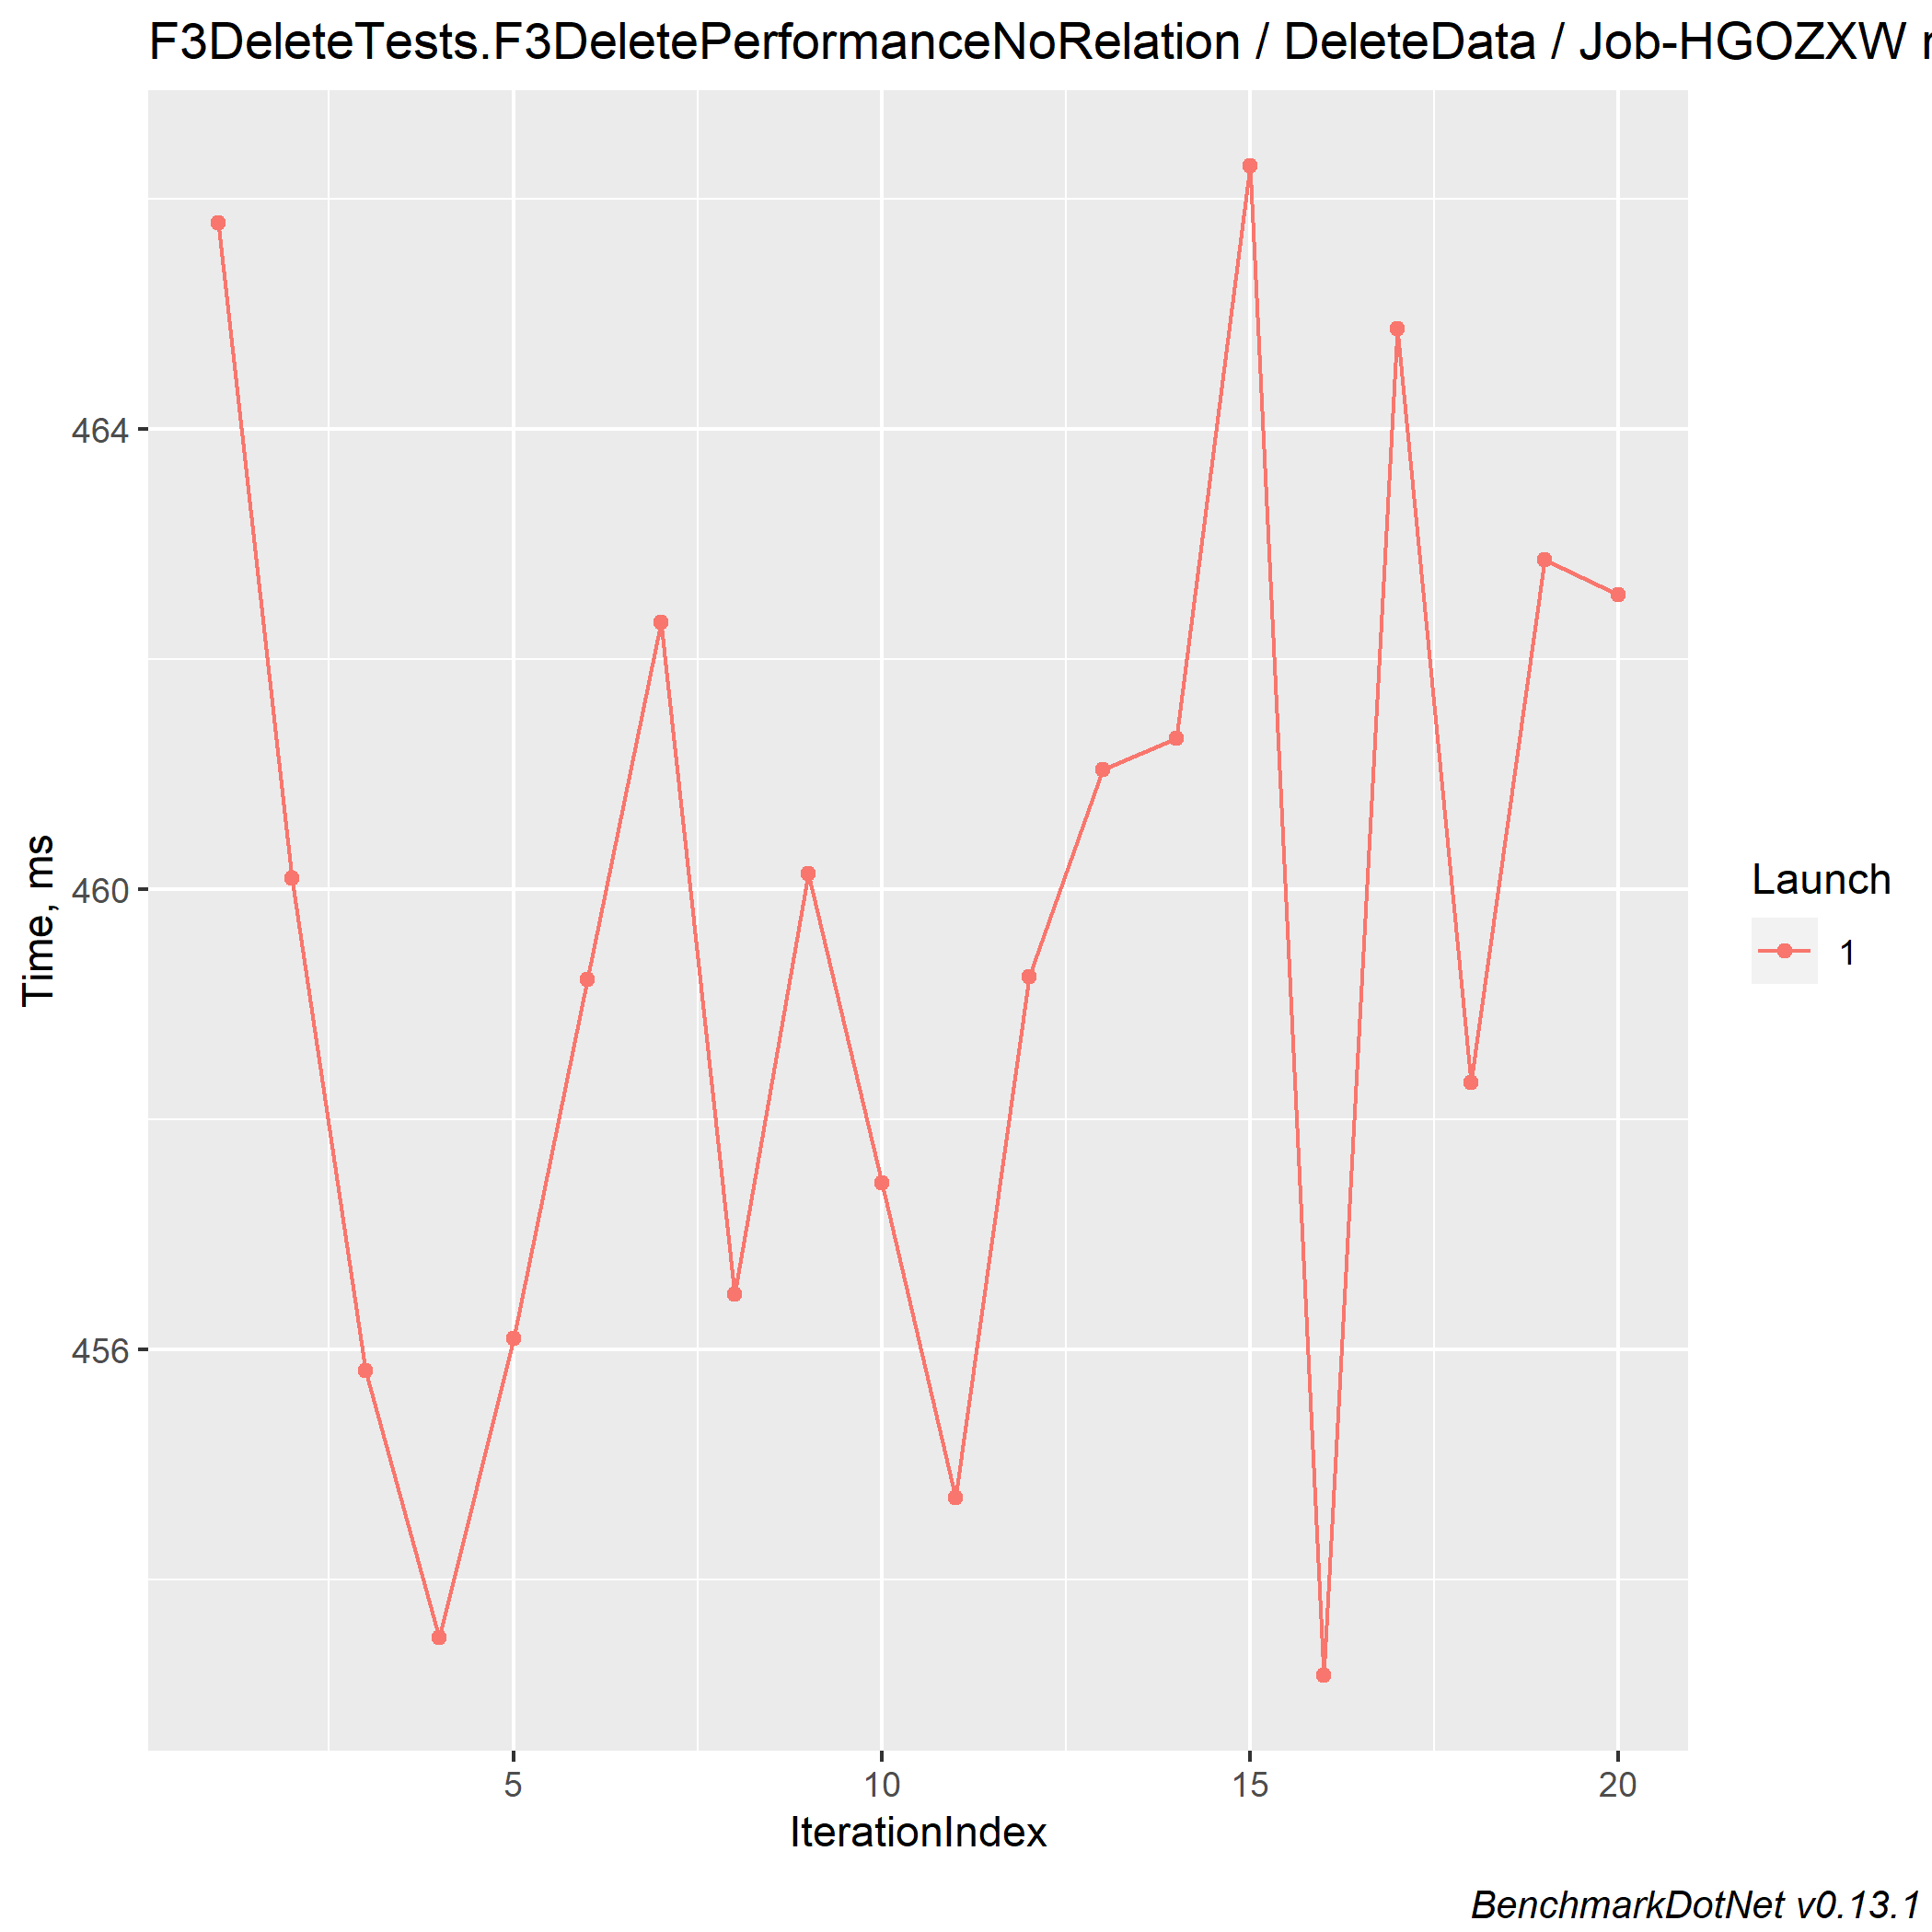 F3DeleteTests.F3DeletePerformanceNoRelation / DeleteData / Job-HGOZXW
464
460
456
Time, ms
5 10 15 20
IterationIndex
Launch
1
BenchmarkDotNet v0.13.1